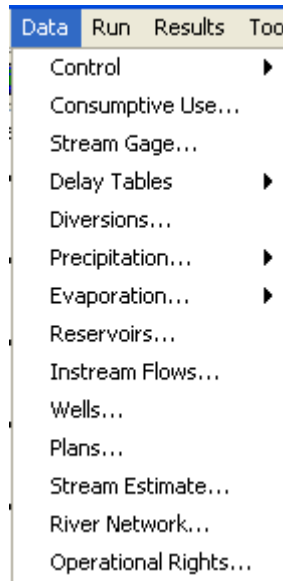 Data Run Results Too
Control
Consumptive Use...
Stream Gage...
Delay Tables
Diversions...
Precipitation...
Evaporation...
Reservoirs...
Instream Flows...
Wells...
Plans...
Stream Estimate...
River Network...
Operational Rights...